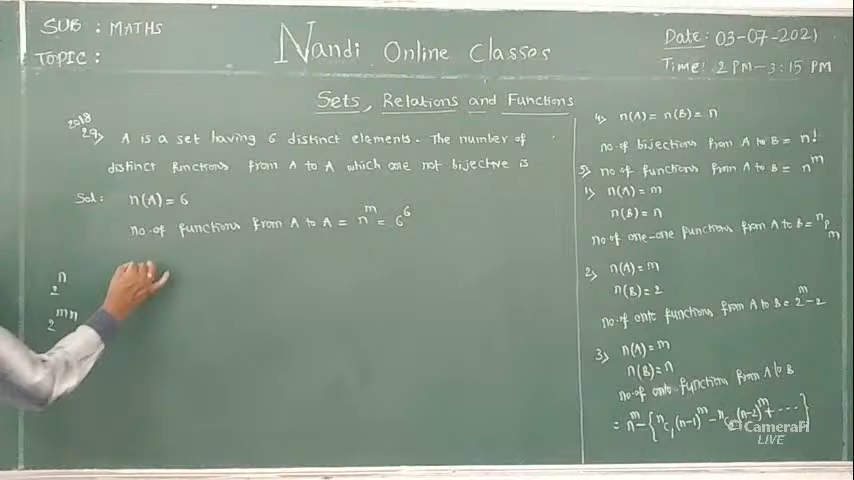 SUB : MATHS
TOPIC :
Nandi Online Classes
Date: 03-07-2021
Time: 2 PM-3:15 PM
Sets, Relations and Functions
2018
29) A is a set having 6 distinct elements. The number of
distinct functions from A to A which are not bijective is
Sol: n(A) = 6
no.of functions from A to A = n^m = 6^6
2^n
2^mn
4) n(A) = n(B) = n
no.of bijections from A to B = n!
5) no of functions from A to B = n^m
1) n(A) = m
n(B) = n
no.of one-one functions from A to B = ^nP_m
2) n(A) = m
n(B) = 2
no.of onto functions from A to B = 2^m-2
3) n(A) = m
n(B) = n
no.of onto functions from A to B
= n^m - { ^nC_1 (n-1)^m - ^nC_2 (n-2)^m + ---- }
CameraFi
LIVE